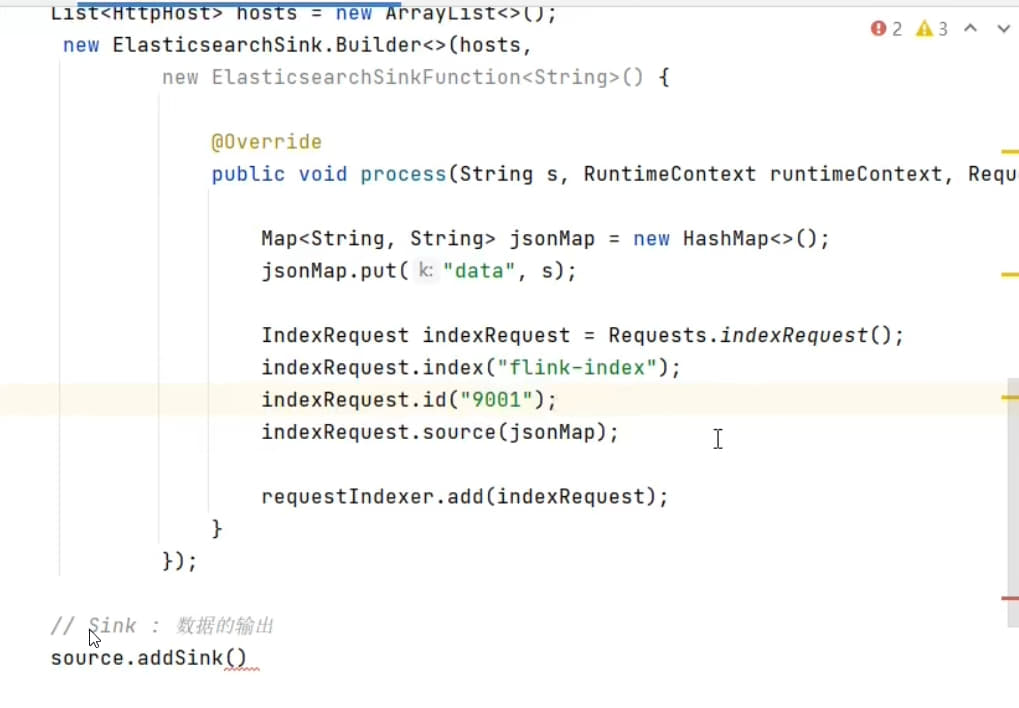 List<HttpHost> hosts = new ArrayList<>();
2 3
new ElasticsearchSink.Builder<>(hosts,
new ElasticsearchSinkFunction<String>() {
@Override
public void process(String s, RuntimeContext runtimeContext, Requ
Map<String, String> jsonMap = new HashMap<>();
jsonMap.put( k: "data", s);
IndexRequest indexRequest = Requests.indexRequest();
indexRequest.index("flink-index");
indexRequest.id("9001");
indexRequest.source(jsonMap);
requestIndexer.add(indexRequest);
}
});
// Sink : 数据的输出
source.addSink()